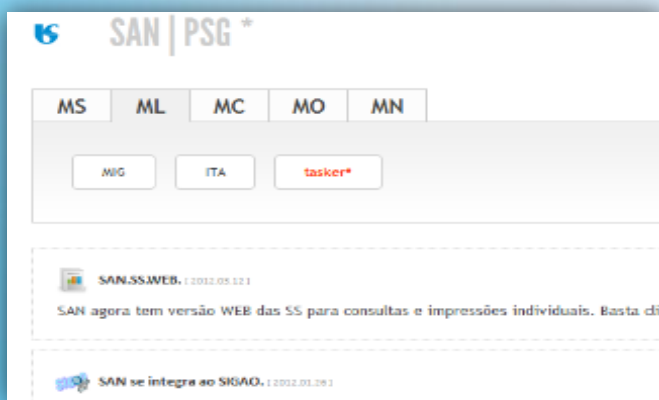 SAN | PSG *
MS ML MC MO MN
MIG ITA tasker*
SAN.SS.WEB. [2012.03.12]
SAN agora tem versão WEB das SS para consultas e impressões individuais. Basta cli
SAN se integra ao SIGAO. [2012.01.26]